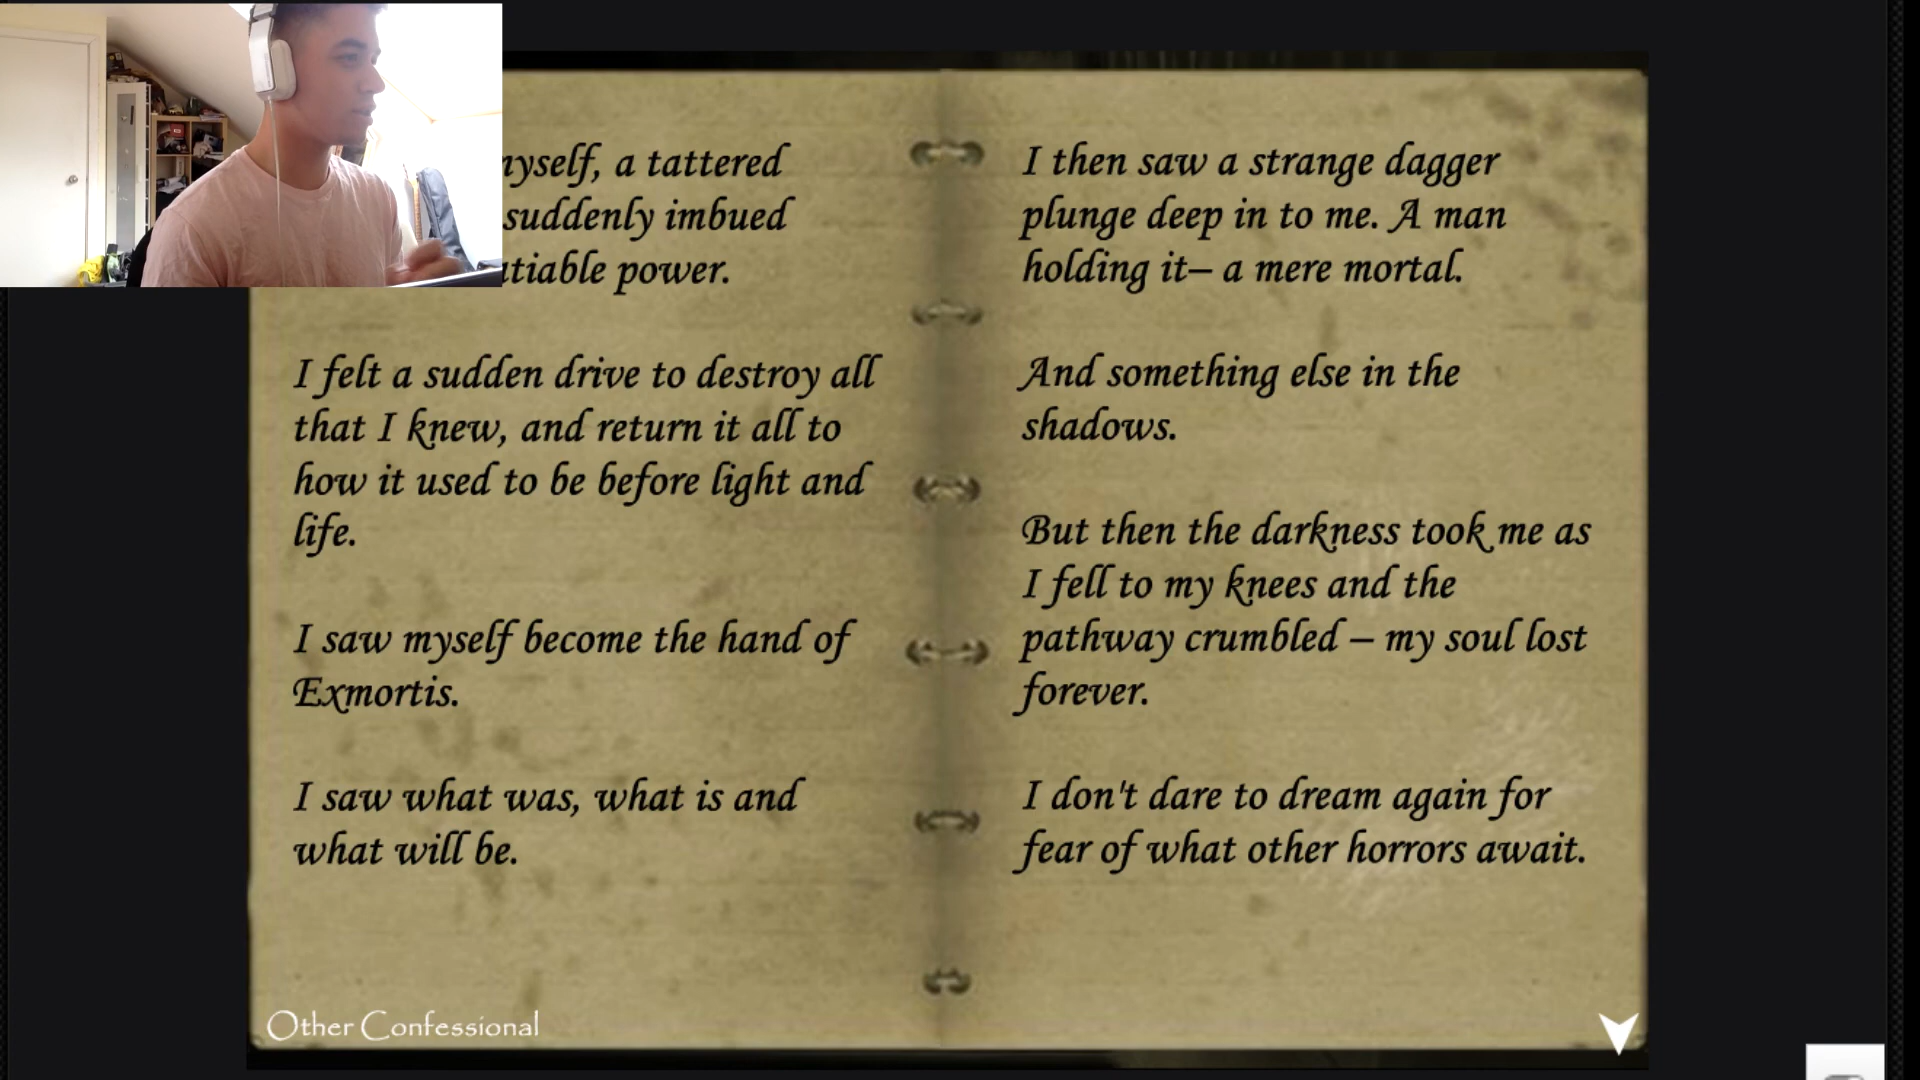 myself, a tattered
suddenly imbued
power.
I felt a sudden drive to destroy all
that I knew, and return it all to
how it used to be before light and
life.
I saw myself become the hand of
Exmortis.
I saw what was, what is and
what will be.
I then saw a strange dagger
plunge deep in to me. A man
holding it– a mere mortal.
And something else in the
shadows.
But then the darkness took me as
I fell to my knees and the
pathway crumbled – my soul lost
forever.
I don't dare to dream again for
fear of what other horrors await.
Other Confessional